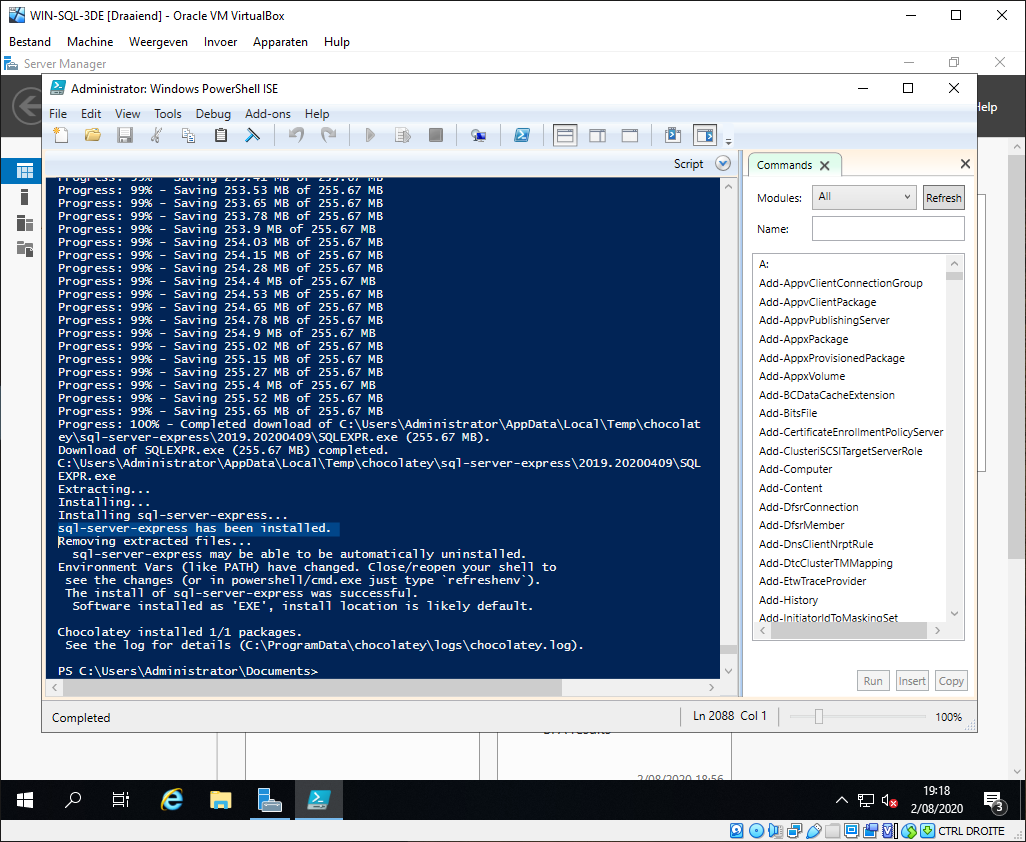 WIN-SQL-3DE [Draaiend] - Oracle VM VirtualBox
Bestand Machine Weergeven Invoer Apparaten Hulp
Server Manager
Help
Administrator: Windows PowerShell ISE
File Edit View Tools Debug Add-ons Help
Script
Progress: 99% - Saving 253.41 MB of 255.67 MB
Progress: 99% - Saving 253.53 MB of 255.67 MB
Progress: 99% - Saving 253.65 MB of 255.67 MB
Progress: 99% - Saving 253.78 MB of 255.67 MB
Progress: 99% - Saving 253.9 MB of 255.67 MB
Progress: 99% - Saving 254.03 MB of 255.67 MB
Progress: 99% - Saving 254.15 MB of 255.67 MB
Progress: 99% - Saving 254.28 MB of 255.67 MB
Progress: 99% - Saving 254.4 MB of 255.67 MB
Progress: 99% - Saving 254.53 MB of 255.67 MB
Progress: 99% - Saving 254.65 MB of 255.67 MB
Progress: 99% - Saving 254.78 MB of 255.67 MB
Progress: 99% - Saving 254.9 MB of 255.67 MB
Progress: 99% - Saving 255.02 MB of 255.67 MB
Progress: 99% - Saving 255.15 MB of 255.67 MB
Progress: 99% - Saving 255.27 MB of 255.67 MB
Progress: 99% - Saving 255.4 MB of 255.67 MB
Progress: 99% - Saving 255.52 MB of 255.67 MB
Progress: 99% - Saving 255.65 MB of 255.67 MB
Progress: 100% - Completed download of C:\Users\Administrator\AppData\Local\Temp\chocolat
ey\sql-server-express\2019.20200409\SQLEXPR.exe (255.67 MB).
Download of SQLEXPR.exe (255.67 MB) completed.
C:\Users\Administrator\AppData\Local\Temp\chocolatey\sql-server-express\2019.20200409\SQL
EXPR.exe
Extracting...
Installing...
Installing sql-server-express...
sql-server-express has been installed.
Removing extracted files...
sql-server-express may be able to be automatically uninstalled.
Environment Vars (like PATH) have changed. Close/reopen your shell to
see the changes (or in powershell/cmd.exe just type `refreshenv`).
The install of sql-server-express was successful.
Software installed as 'EXE', install location is likely default.
Chocolatey installed 1/1 packages.
See the log for details (C:\ProgramData\chocolatey\logs\chocolatey.log).
PS C:\Users\Administrator\Documents>
Commands
Modules: All Refresh
Name:
A:
Add-AppvClientConnectionGroup
Add-AppvClientPackage
Add-AppvPublishingServer
Add-AppxPackage
Add-AppxProvisionedPackage
Add-AppxVolume
Add-BCDataCacheExtension
Add-BitsFile
Add-CertificateEnrollmentPolicyServer
Add-ClusteriSCSITargetServerRole
Add-Computer
Add-Content
Add-DfsrConnection
Add-DfsrMember
Add-DnsClientNrptRule
Add-DtcClusterTMMapping
Add-EtwTraceProvider
Add-History
Add-InitiatorIdToMaskingSet
Run Insert Copy
Completed
Ln 2088 Col 1
100%
2/08/2020 18:56
19:18
2/08/2020
3
CTRL DROITE